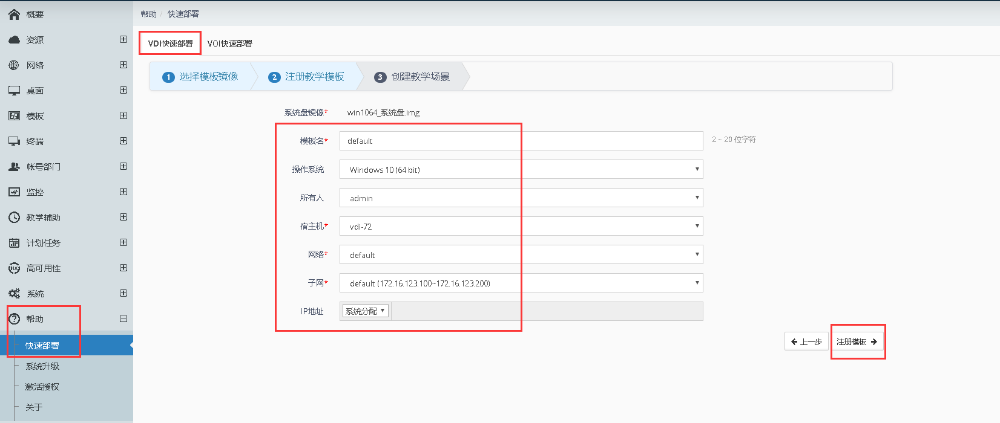 概要
资源
网络
桌面
模板
终端
帐号部门
监控
教学辅助
计划任务
高可用性
系统
帮助
快速部署
系统升级
激活授权
关于
帮助 / 快速部署
VDI快速部署 VOI快速部署
1 选择模板镜像 2 注册教学模板 3 创建教学场景
系统盘镜像* win1064_系统盘.img
模板名* default 2 ~ 20 位字符
操作系统 Windows 10 (64 bit)
所有人 admin
宿主机* vdi-72
网络* default
子网* default (172.16.123.100~172.16.123.200)
IP地址 系统分配
上一步 注册模板